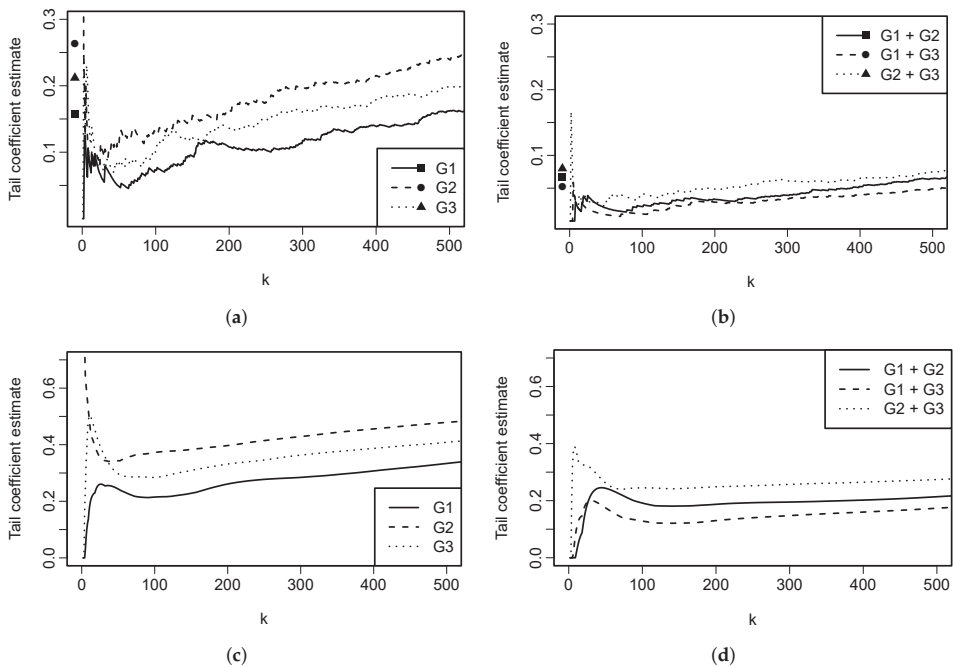 Tail coefficient estimate
0.1 0.2 0.3
G1
G2
G3
0 100 200 300 400 500
k
(a)
Tail coefficient estimate
0.1 0.2 0.3
G1 + G2
G1 + G3
G2 + G3
0 100 200 300 400 500
k
(b)
Tail coefficient estimate
0.0 0.2 0.4 0.6
G1
G2
G3
0 100 200 300 400 500
k
(c)
Tail coefficient estimate
0.0 0.2 0.4 0.6
G1 + G2
G1 + G3
G2 + G3
0 100 200 300 400 500
k
(d)